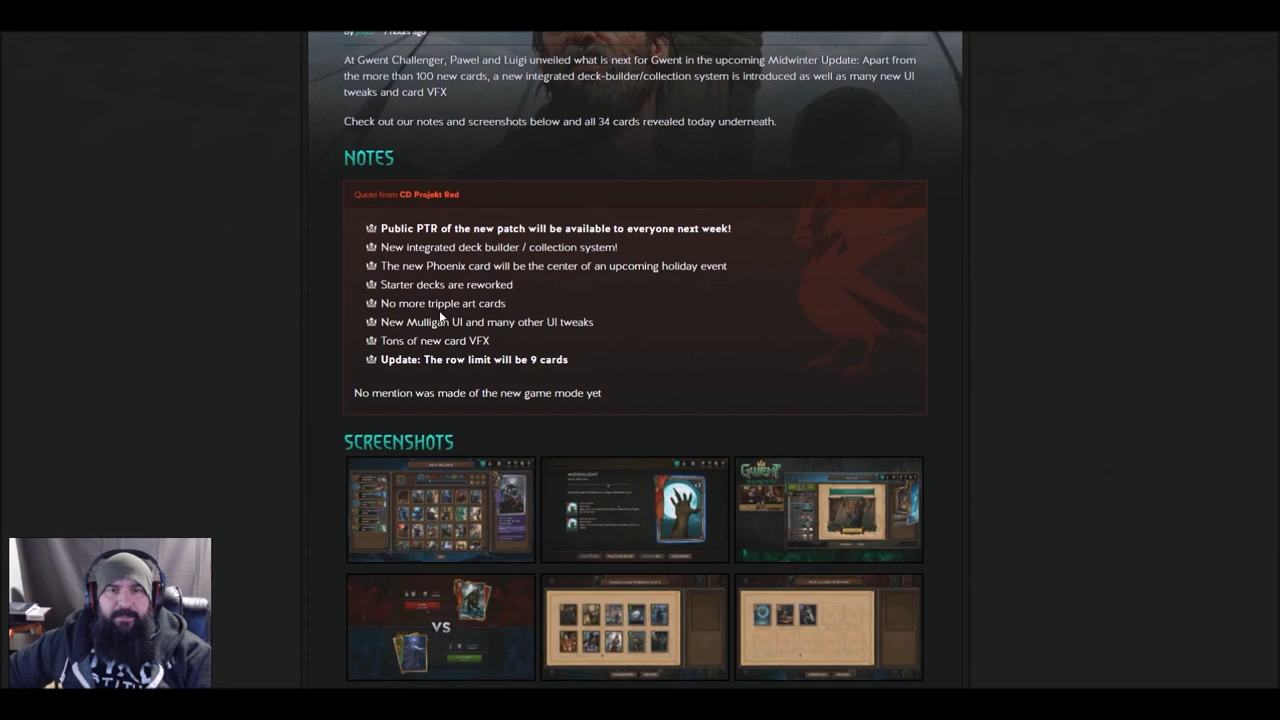 At Gwent Challenger, Pawel and Luigi unveiled what is next for Gwent in the upcoming Midwinter Update: Apart from
the more than 100 new cards, a new integrated deck-builder/collection system is introduced as well as many new UI
tweaks and card VFX
Check out our notes and screenshots below and all 34 cards revealed today underneath.
NOTES
Quote from CD Projekt Red
Public PTR of the new patch will be available to everyone next week!
New integrated deck builder / collection system!
The new Phoenix card will be the center of an upcoming holiday event
Starter decks are reworked
No more tripple art cards
New Mulligan UI and many other UI tweaks
Tons of new card VFX
Update: The row limit will be 9 cards
No mention was made of the new game mode yet
SCREENSHOTS
DECK BUILDER
MOONLIGHT
GWENT
VS